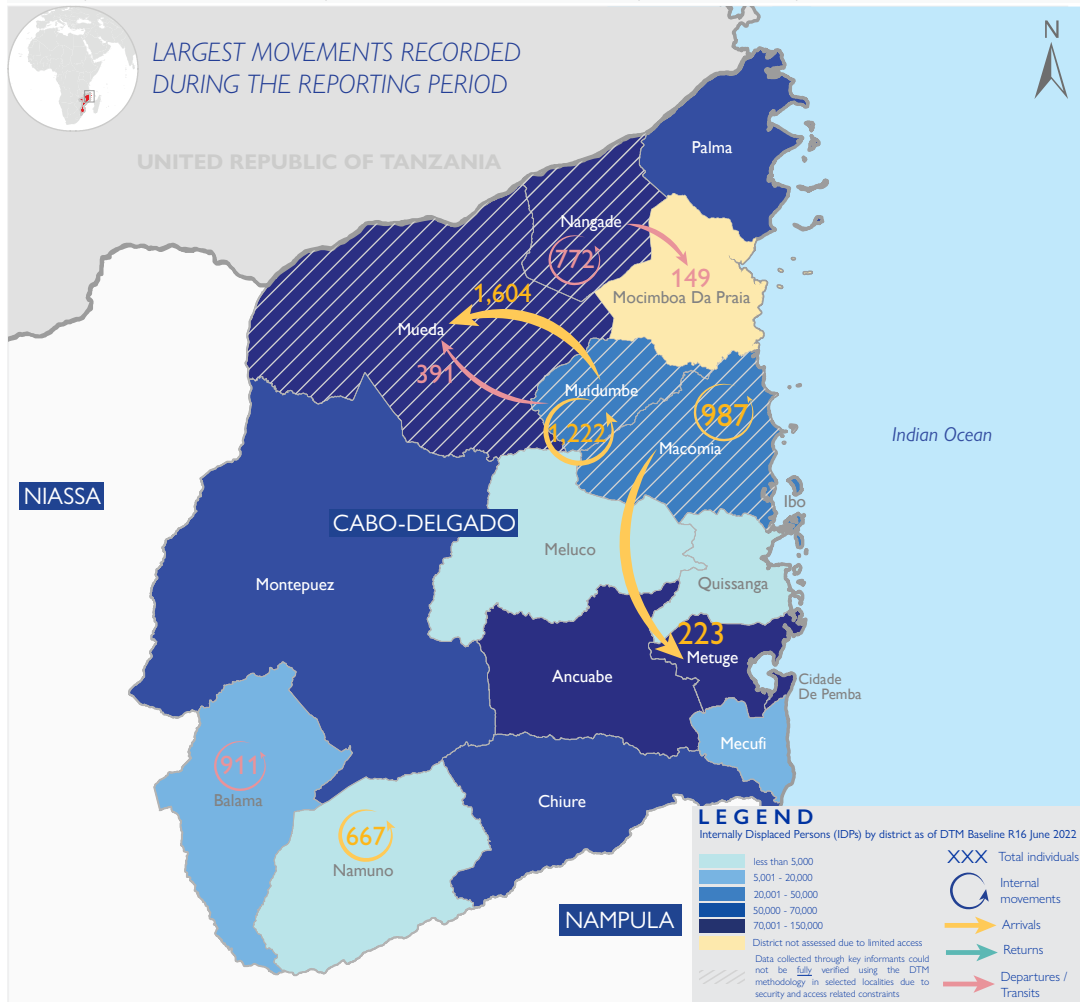 LARGEST MOVEMENTS RECORDED
DURING THE REPORTING PERIOD
N
UNITED REPUBLIC OF TANZANIA
Palma
Nangade
772
149
Mocimboa Da Praia
1,604
Mueda
391
Muidumbe
987
1,222
Macomia
Indian Ocean
NIASSA
Ibo
CABO-DELGADO
Meluco
Quissanga
Montepuez
223
Metuge
Ancuabe
Cidade
De Pemba
Mecufi
911
Balama
Chiure
667
Namuno
NAMPULA
LEGEND
Internally Displaced Persons (IDPs) by district as of DTM Baseline R16 June 2022
less than 5,000
5,001 - 20,000
20,001 - 50,000
50,000 - 70,000
70,001 - 150,000
District not assessed due to limited access
Data collected through key informants could
not be fully verified using the DTM
methodology in selected localities due to
security and access related constraints
XXX Total individuals
Internal
movements
Arrivals
Returns
Departures /
Transits